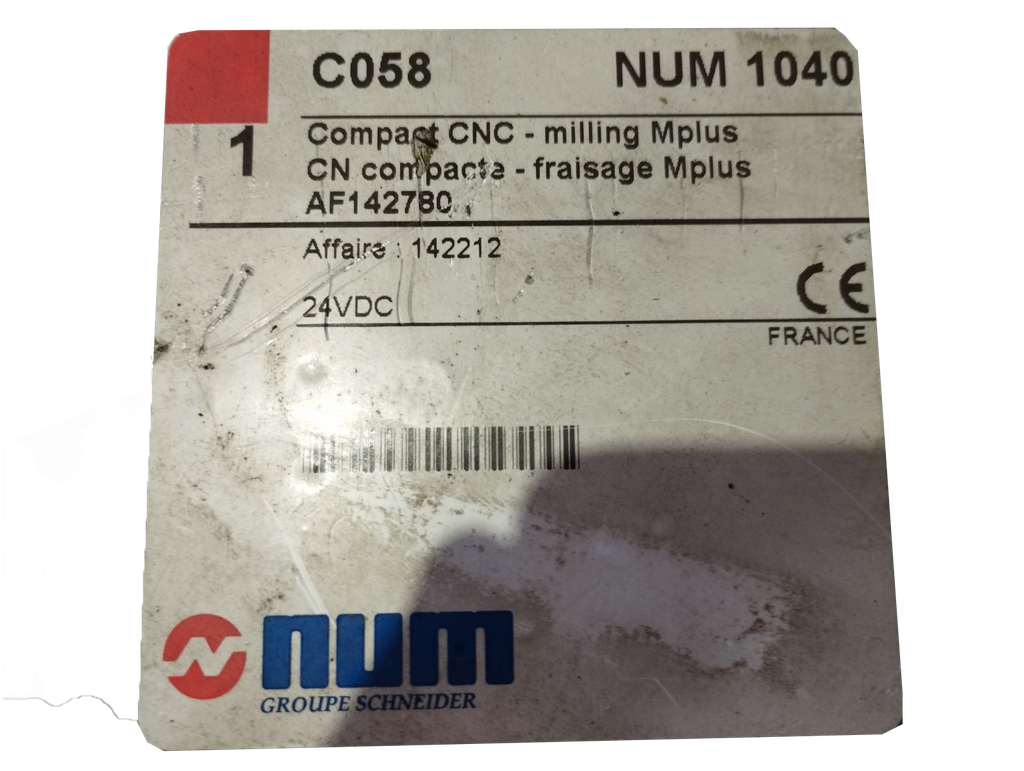 C058 NUM 1040
1
Compact CNC - milling Mplus
CN compacte - fraisage Mplus
AF142780
Affaire : 142212
24VDC
CE
FRANCE
num
GROUPE SCHNEIDER